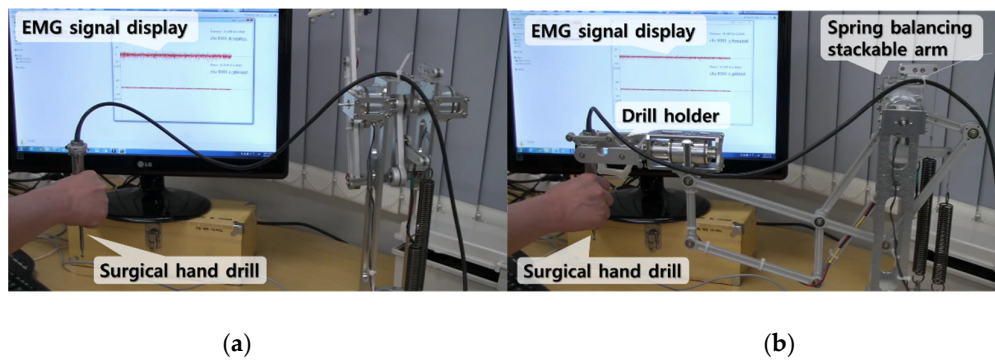 EMG signal display
LG
Surgical hand drill
(a)
EMG signal display
Drill holder
Spring balancing
stackable arm
Surgical hand drill
(b)